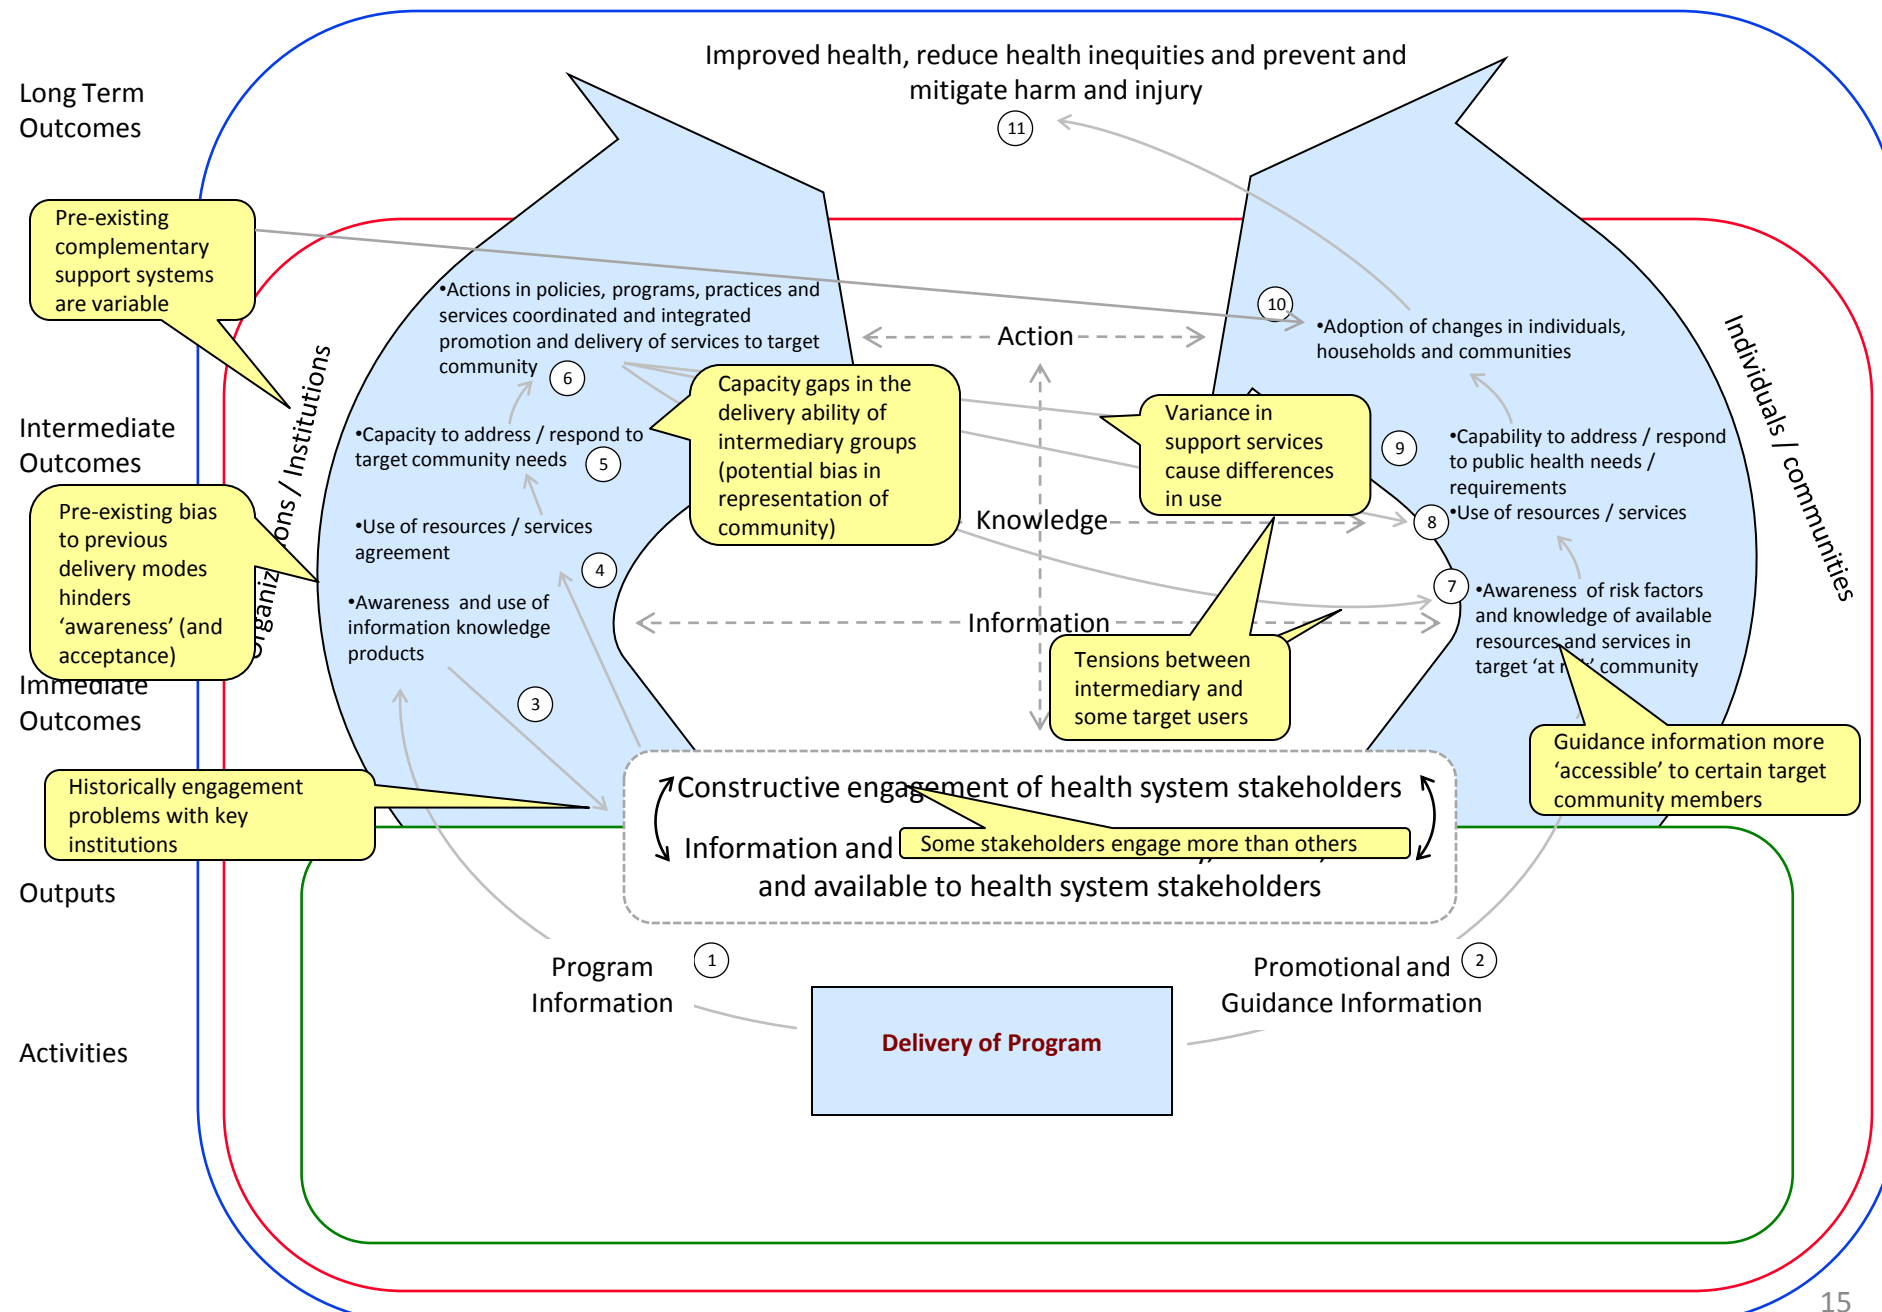 Improved health, reduce health inequities and prevent and
mitigate harm and injury
11
Long Term
Outcomes
Pre-existing
complementary
support systems
are variable
•Actions in policies, programs, practices and
services coordinated and integrated
promotion and delivery of services to target
community
6
Action
10
•Adoption of changes in individuals,
households and communities
Individuals / communities
/ Institutions
Capacity gaps in the
delivery ability of
intermediary groups
(potential bias in
representation of
community)
Variance in
support services
cause differences
in use
Intermediate
Outcomes
•Capacity to address / respond to
target community needs
5
9
•Capability to address / respond
to public health needs /
requirements
•Use of resources / services
Pre-existing bias
to previous
delivery modes
hinders
‘awareness’ (and
acceptance)
•Use of resources / services
agreement
4
Knowledge
8
7
•Awareness and use of
information knowledge
products
Information
•Awareness of risk factors
and knowledge of available
resources and services in
target ‘at community
Tensions between
intermediary and
some target users
Immediate
Outcomes
3
Guidance information more
‘accessible’ to certain target
community members
Historically engagement
problems with key
institutions
Constructive engagement of health system stakeholders
Some stakeholders engage more than others
Information and
and available to health system stakeholders
Outputs
Program
Information
1
Promotional and
Guidance Information
2
Delivery of Program
Activities
15